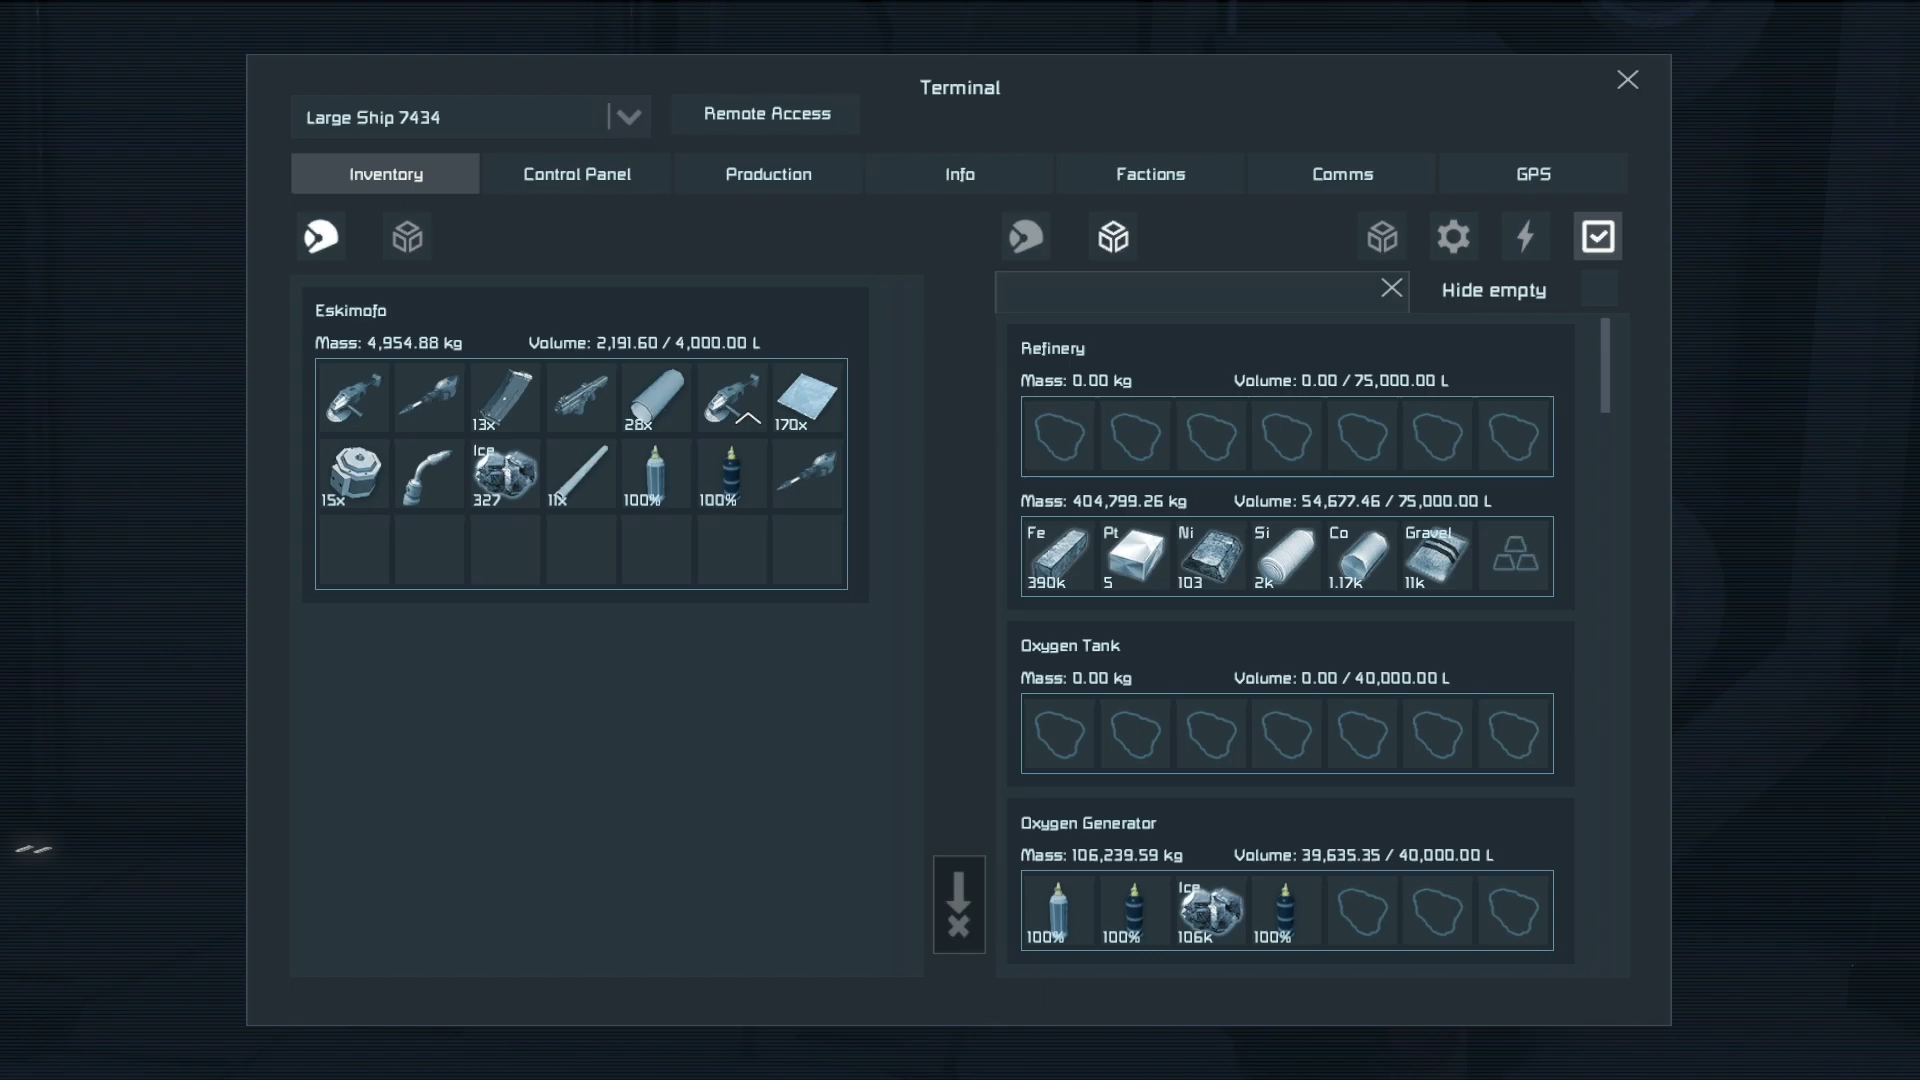 Terminal
Large Ship 7434
Remote Access
Inventory
Control Panel
Production
Info
Factions
Comms
GPS
Hide empty
Eskimofo
Mass: 4,954.88 kg
Volume: 2,191.60 / 4,000.00 L
13x
28x
170x
15x
Ice
327
11x
100%
100%
Refinery
Mass: 0.00 kg
Volume: 0.00 / 75,000.00 L
Mass: 404,799.26 kg
Volume: 54,677.46 / 75,000.00 L
Fe
390k
Pt
5
Ni
103
Si
2k
Co
1.17k
Gravel
11k
Oxygen Tank
Mass: 0.00 kg
Volume: 0.00 / 40,000.00 L
Oxygen Generator
Mass: 106,239.59 kg
Volume: 39,635.35 / 40,000.00 L
100%
100%
Ice
106k
100%